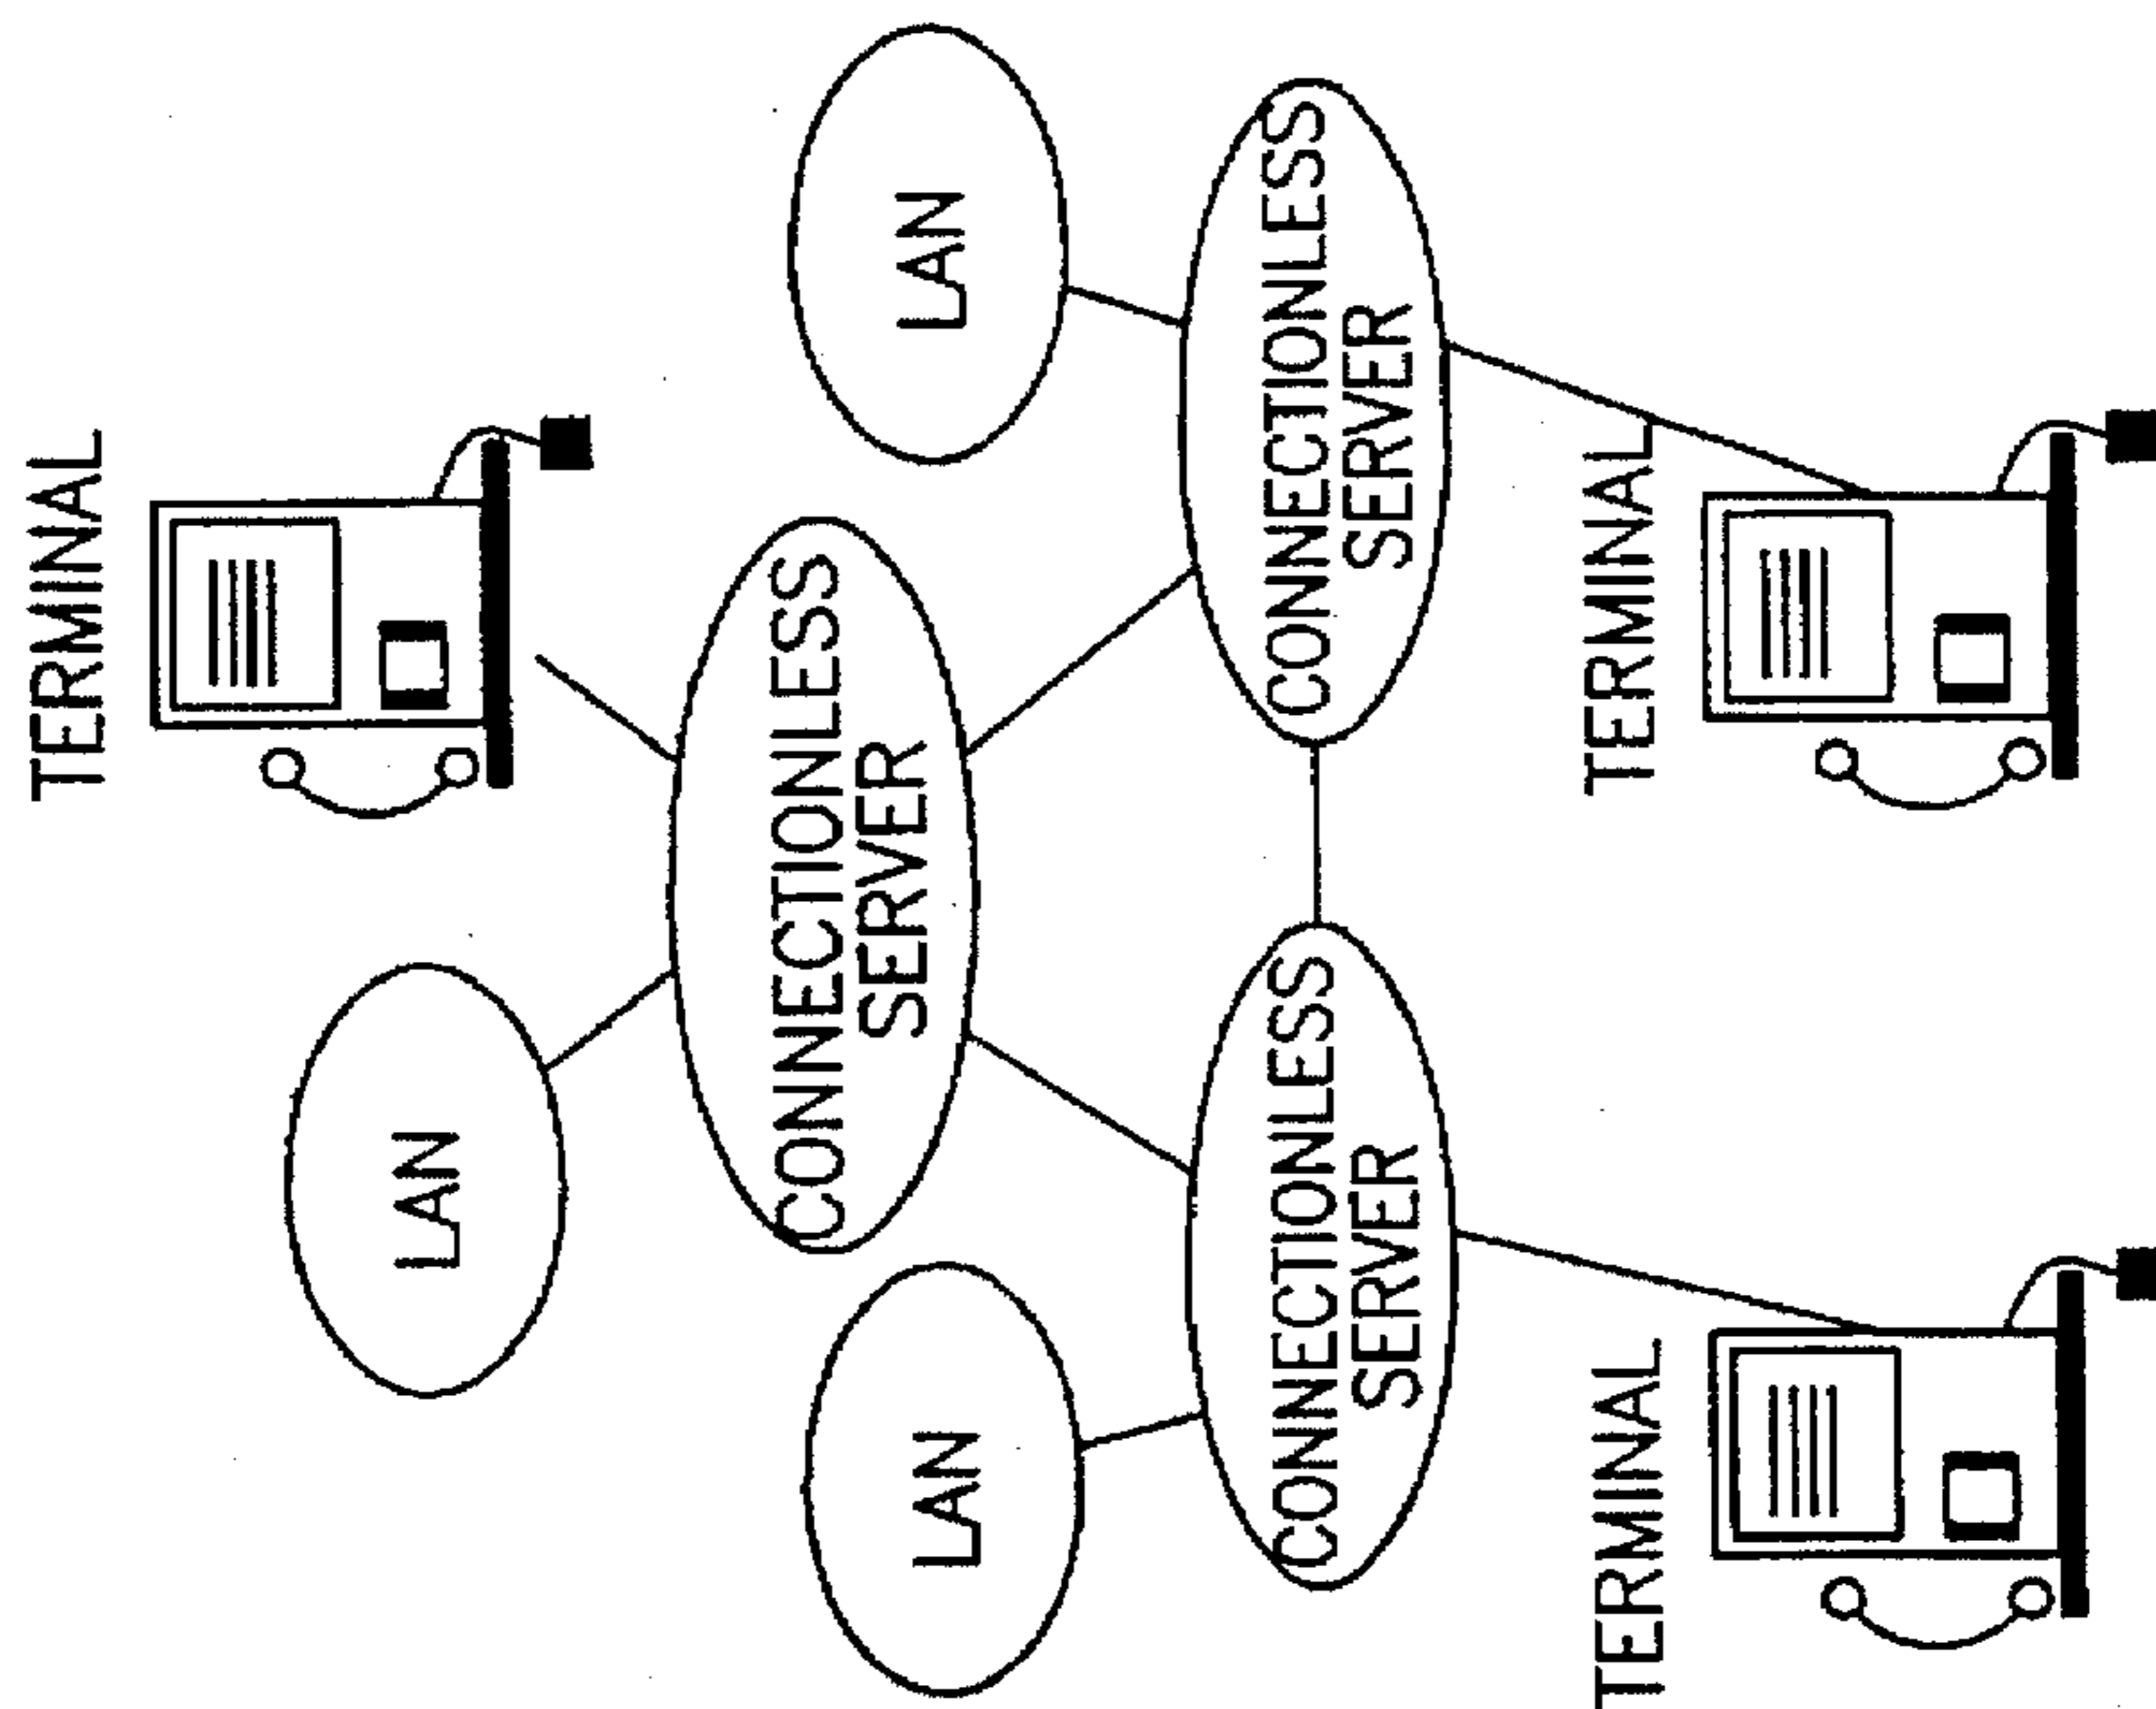 TERMINAL
LAN
CONNECTIONLESS
SERVER
LAN
LAN
CONNECTIONLESS
SERVER
CONNECTIONLESS
SERVER
TERMINAL
TERMINAL